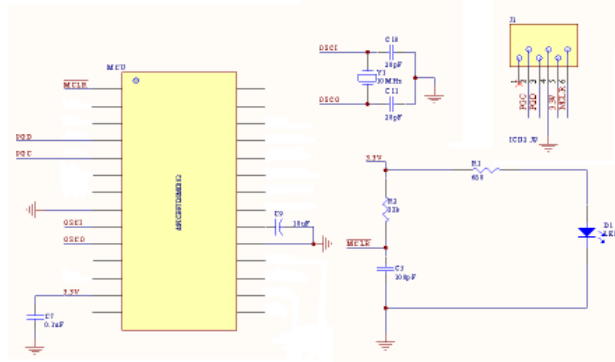 MCU
MCLR
PGD
PGC
OSCI
OSCO
3.3V
C7
0.1uF
C9
10uF
OSCI
OSCO
C10
20pF
Y1
10MHz
C11
20pF
J1
1 2 3 4 5 6
PGC
PGD
3.3V
MCLR
3.3V
R1
R2
MCLR
C3
100pF
D1